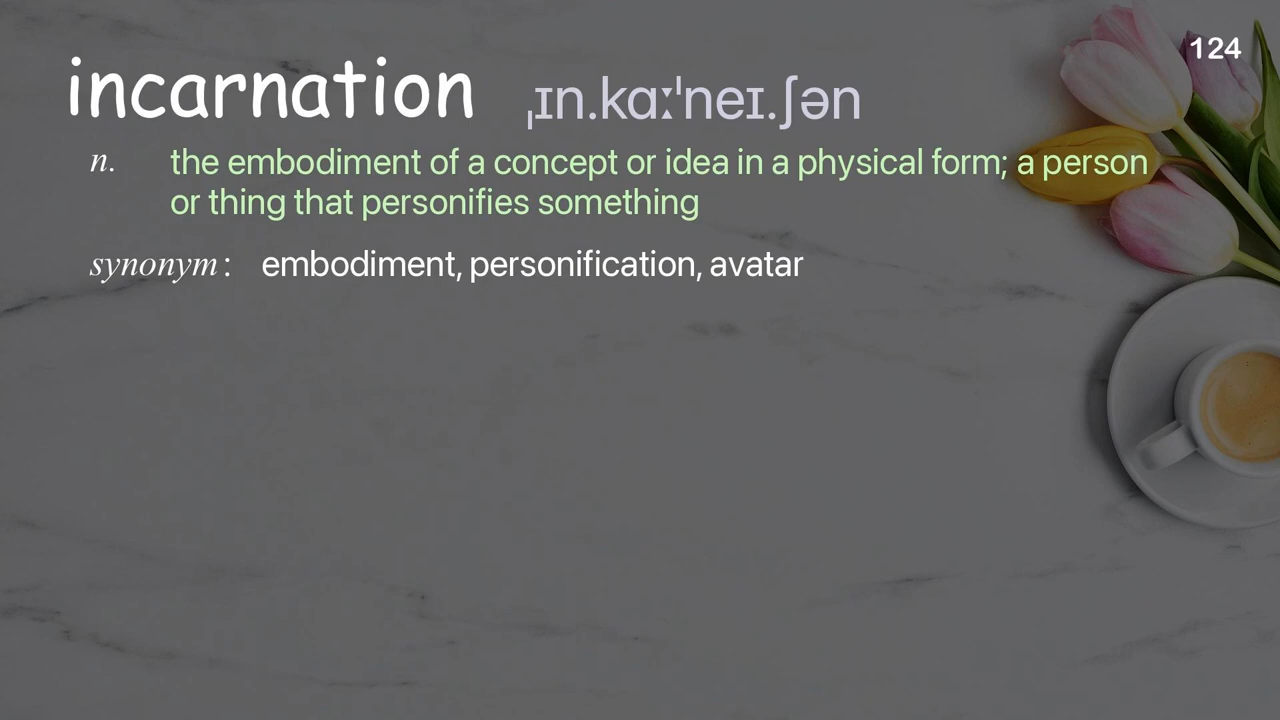 124
incarnation ˌɪn.kɑːˈneɪ.ʃən
n. the embodiment of a concept or idea in a physical form; a person
or thing that personifies something
synonym : embodiment, personification, avatar